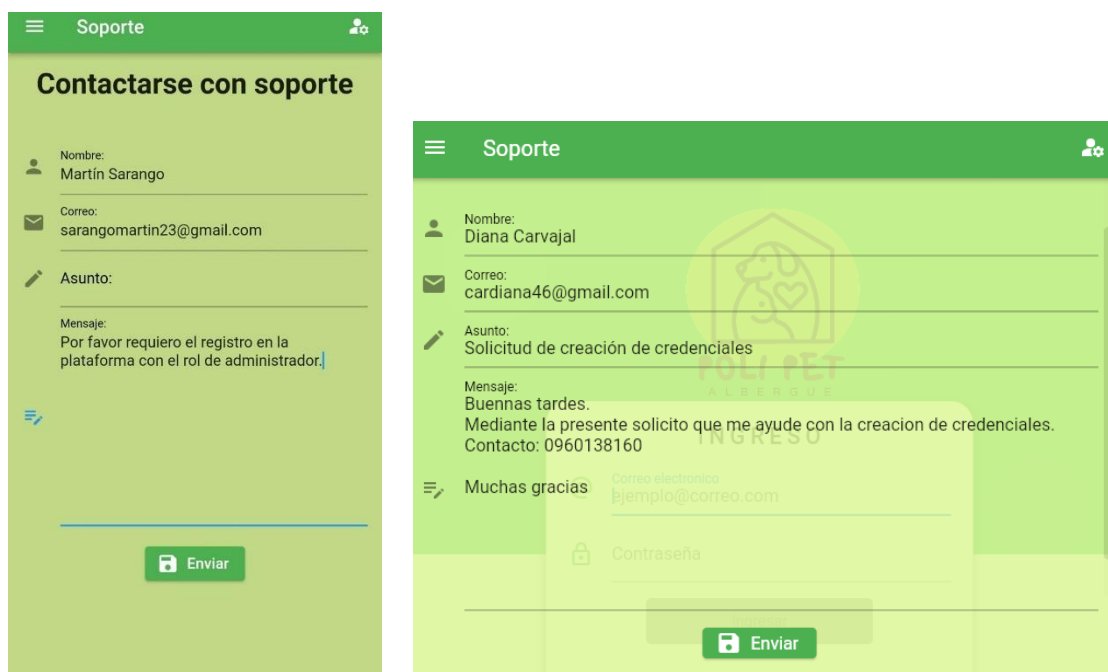 Soporte
Contactarse con soporte
Nombre:
Martín Sarango
Correo:
sarangomartin23@gmail.com
Asunto:
Mensaje:
Por favor requiero el registro en la
plataforma con el rol de administrador.
Enviar
Soporte
Nombre:
Diana Carvajal
Correo:
cardiana46@gmail.com
Asunto:
Solicitud de creación de credenciales
POLI PET
ALBERGUE
Mensaje:
Buennas tardes.
Mediante la presente solicito que me ayude con la creacion de credenciales.
INGRESO
Contacto: 0960138160
Muchas gracias
Correo electronico
ejemplo@correo.com
Contraseña
Ingresar
Enviar